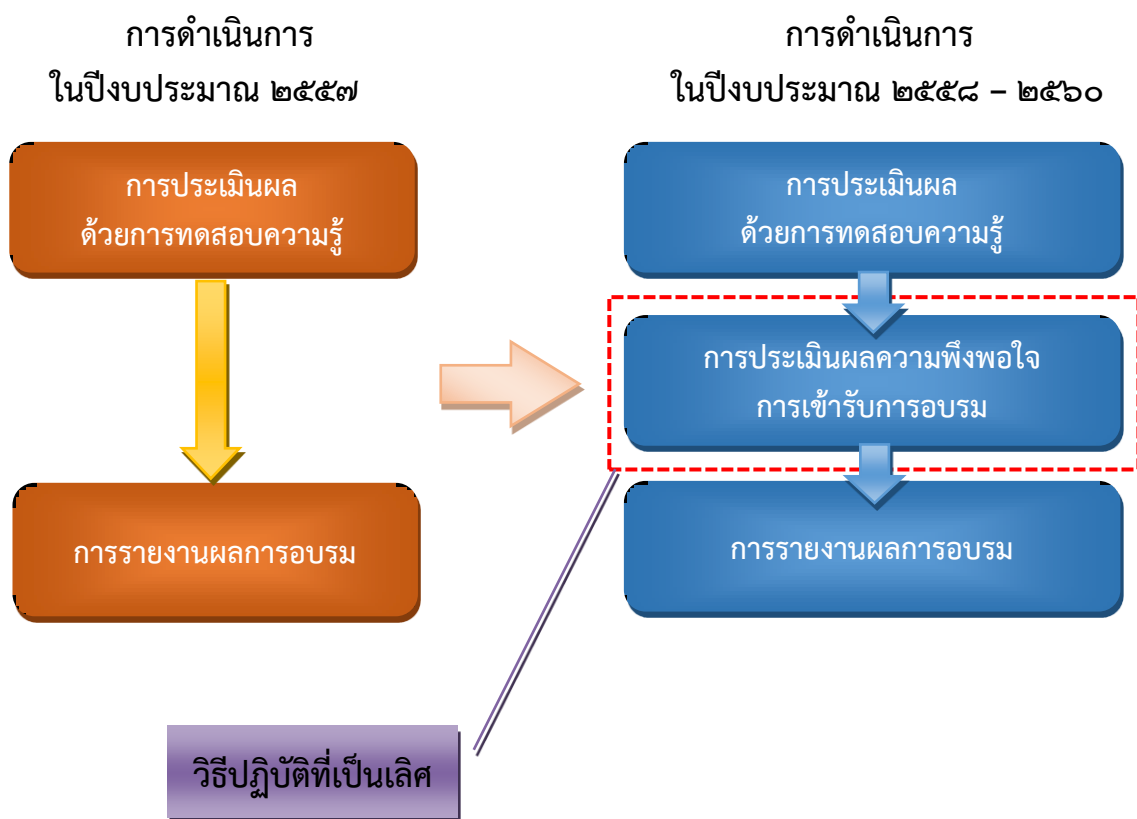 การดำเนินการ
ในปีงบประมาณ ๒๕๕๗
การประเมินผล
ด้วยการทดสอบความรู้
การรายงานผลการอบรม
การดำเนินการ
ในปีงบประมาณ ๒๕๕๘ – ๒๕๖๐
การประเมินผล
ด้วยการทดสอบความรู้
การประเมินผลความพึงพอใจ
การเข้ารับการอบรม
การรายงานผลการอบรม
วิธีปฏิบัติที่เป็นเลิศ